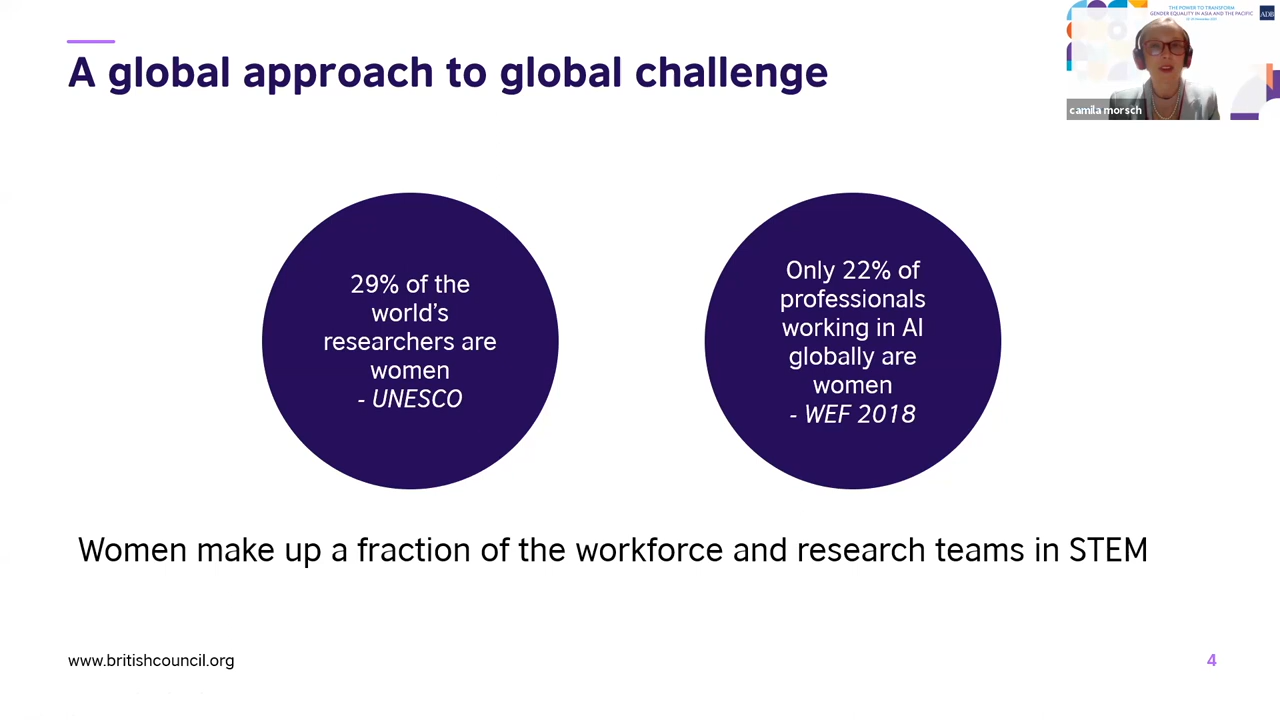 A global approach to global challenge
THE POWER TO TRANSFORM
GENDER EQUALITY IN ASIA AND THE PACIFIC
ADB
camila morsch
29% of the
world's
researchers are
women
- UNESCO
Only 22% of
professionals
working in AI
globally are
women
- WEF 2018
Women make up a fraction of the workforce and research teams in STEM
www.britishcouncil.org
4